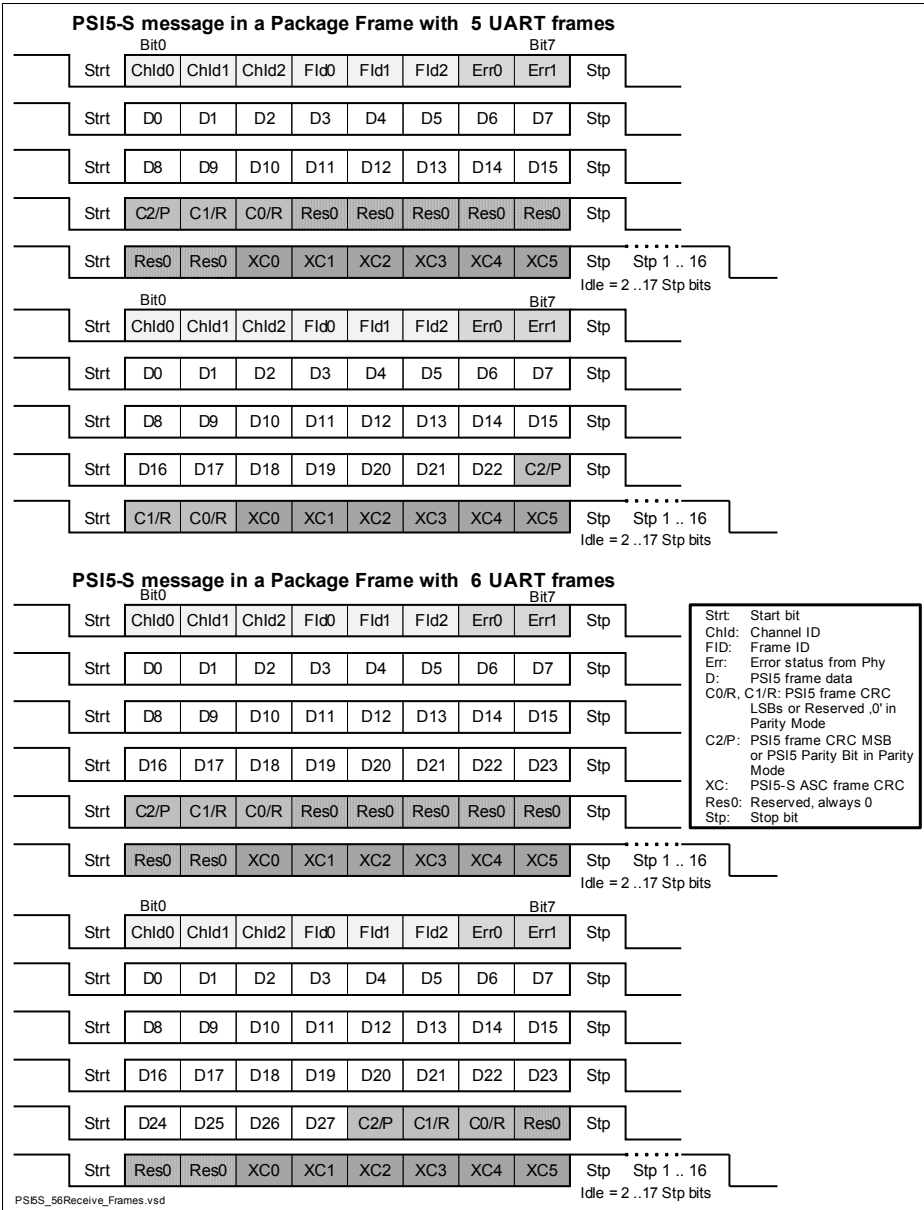 PSI5-S message in a Package Frame with 5 UART frames
Bit0 Bit7
Strt ChId0 ChId1 ChId2 FId0 FId1 FId2 Err0 Err1 Stp
Strt D0 D1 D2 D3 D4 D5 D6 D7 Stp
Strt D8 D9 D10 D11 D12 D13 D14 D15 Stp
Strt C2/P C1/R C0/R Res0 Res0 Res0 Res0 Res0 Stp
Strt Res0 Res0 XC0 XC1 XC2 XC3 XC4 XC5 Stp Stp 1 .. 16
Idle = 2 ..17 Stp bits
Bit0 Bit7
Strt ChId0 ChId1 ChId2 FId0 FId1 FId2 Err0 Err1 Stp
Strt D0 D1 D2 D3 D4 D5 D6 D7 Stp
Strt D8 D9 D10 D11 D12 D13 D14 D15 Stp
Strt D16 D17 D18 D19 D20 D21 D22 C2/P Stp
Strt C1/R C0/R XC0 XC1 XC2 XC3 XC4 XC5 Stp Stp 1 .. 16
Idle = 2 ..17 Stp bits
PSI5-S message in a Package Frame with 6 UART frames
Bit0 Bit7
Strt ChId0 ChId1 ChId2 FId0 FId1 FId2 Err0 Err1 Stp
Strt D0 D1 D2 D3 D4 D5 D6 D7 Stp
Strt D8 D9 D10 D11 D12 D13 D14 D15 Stp
Strt D16 D17 D18 D19 D20 D21 D22 D23 Stp
Strt C2/P C1/R C0/R Res0 Res0 Res0 Res0 Res0 Stp
Strt Res0 Res0 XC0 XC1 XC2 XC3 XC4 XC5 Stp Stp 1 .. 16
Idle = 2 ..17 Stp bits
Strt: Start bit
ChId: Channel ID
FID: Frame ID
Err: Error status from Phy
D: PSI5 frame data
C0/R, C1/R: PSI5 frame CRC
LSBs or Reserved ‚0' in
Parity Mode
C2/P: PSI5 frame CRC MSB
or PSI5 Parity Bit in Parity
Mode
XC: PSI5-S ASC frame CRC
Res0: Reserved, always 0
Stp: Stop bit
Bit0 Bit7
Strt ChId0 ChId1 ChId2 FId0 FId1 FId2 Err0 Err1 Stp
Strt D0 D1 D2 D3 D4 D5 D6 D7 Stp
Strt D8 D9 D10 D11 D12 D13 D14 D15 Stp
Strt D16 D17 D18 D19 D20 D21 D22 D23 Stp
Strt D24 D25 D26 D27 C2/P C1/R C0/R Res0 Stp
Strt Res0 Res0 XC0 XC1 XC2 XC3 XC4 XC5 Stp Stp 1 .. 16
Idle = 2 ..17 Stp bits
PSI5S_56Receive_Frames.vsd